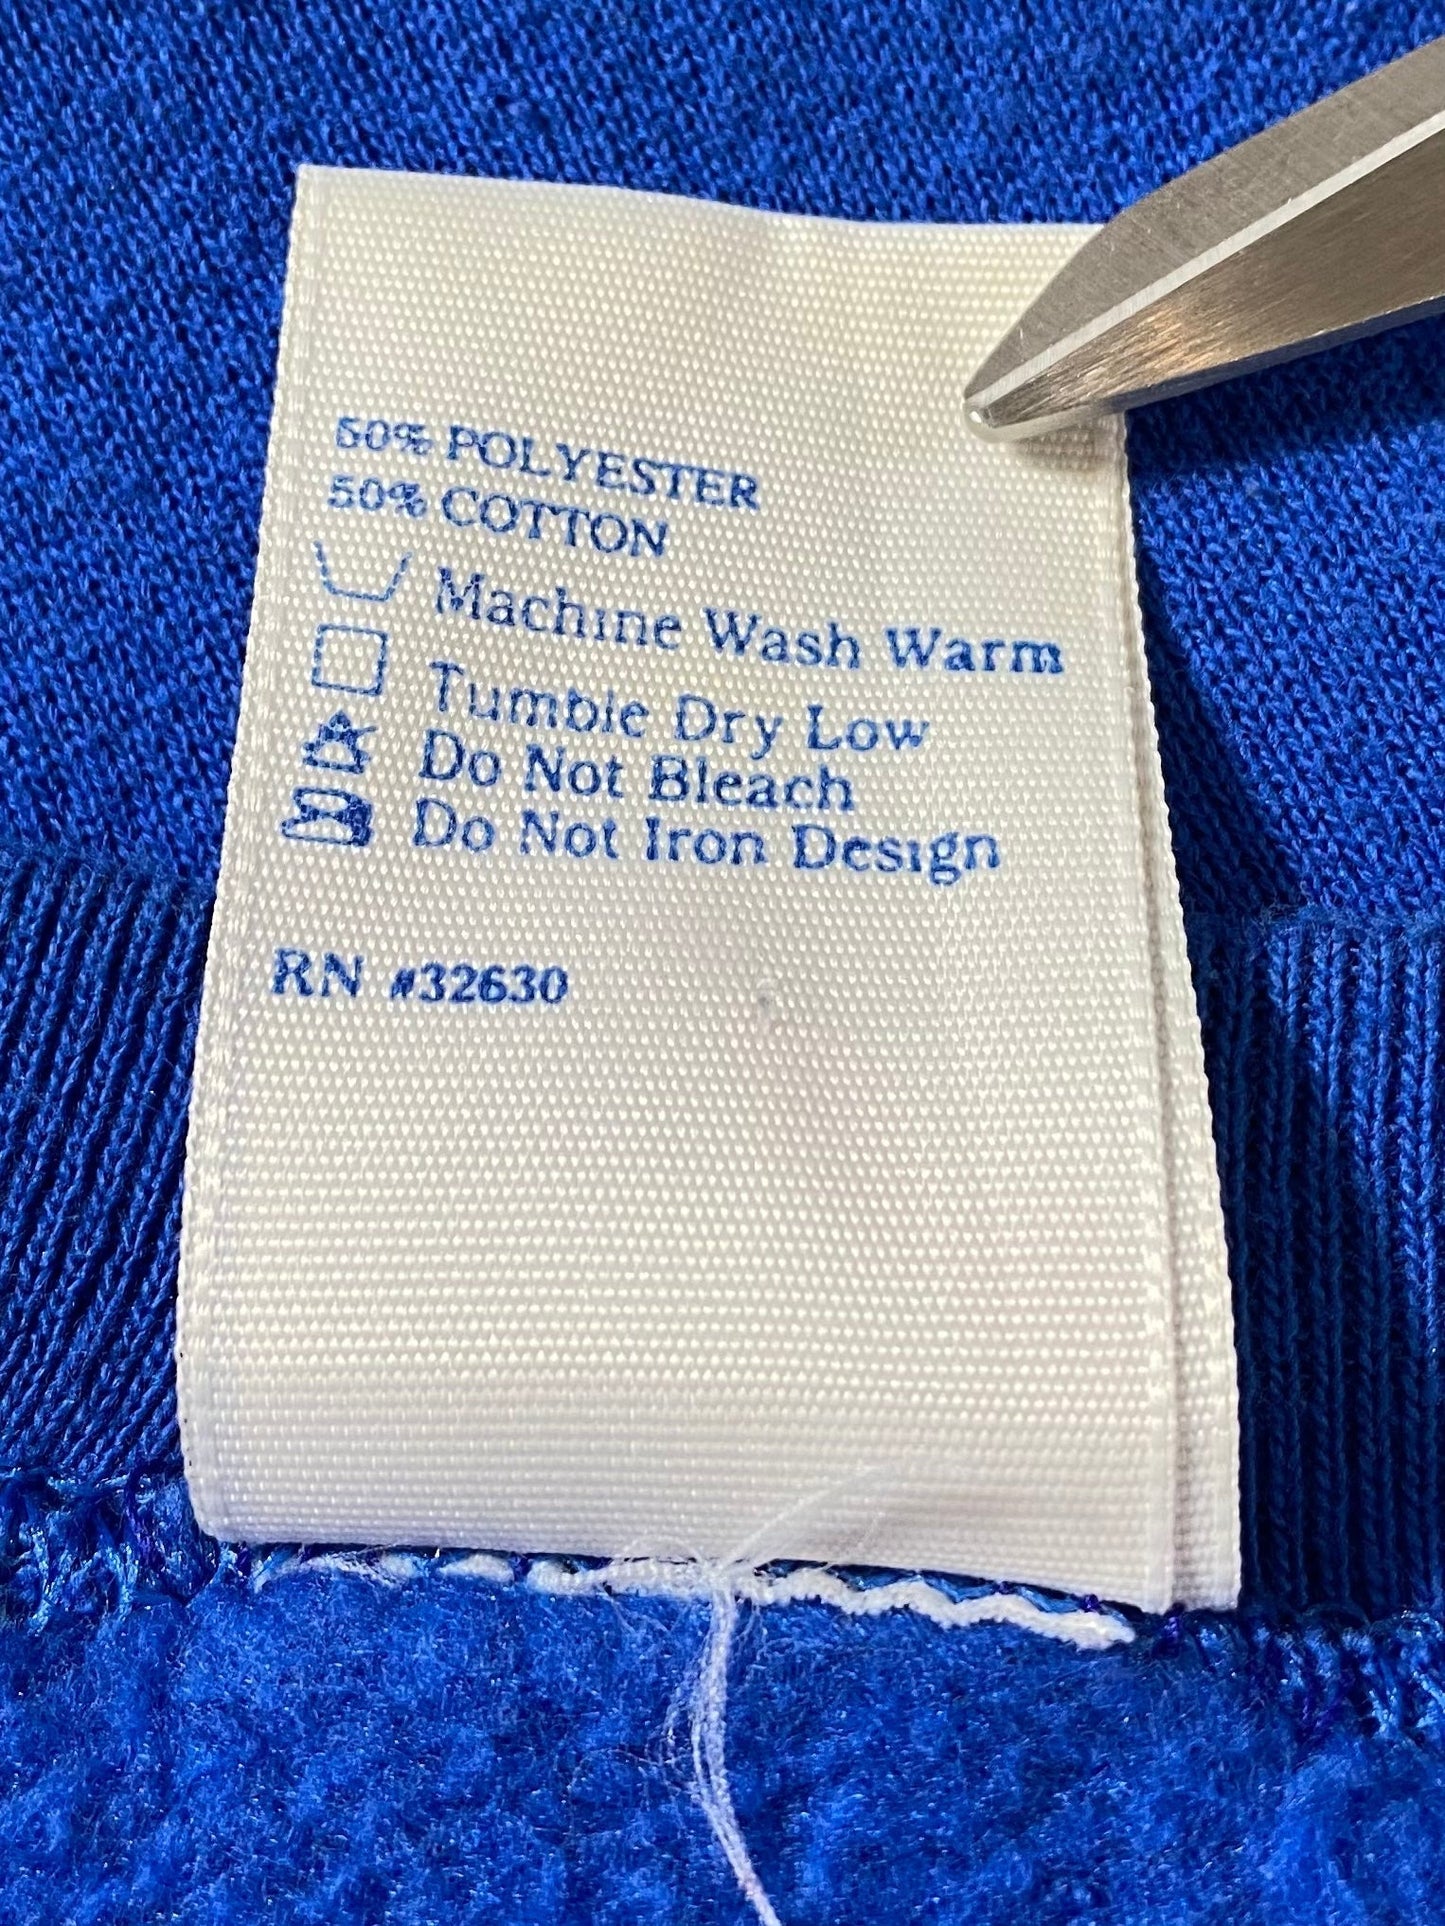 50% POLYESTER
50% COTTON
Machine Wash Warm
Tumble Dry Low
Do Not Bleach
Do Not Iron Design
RN #32630